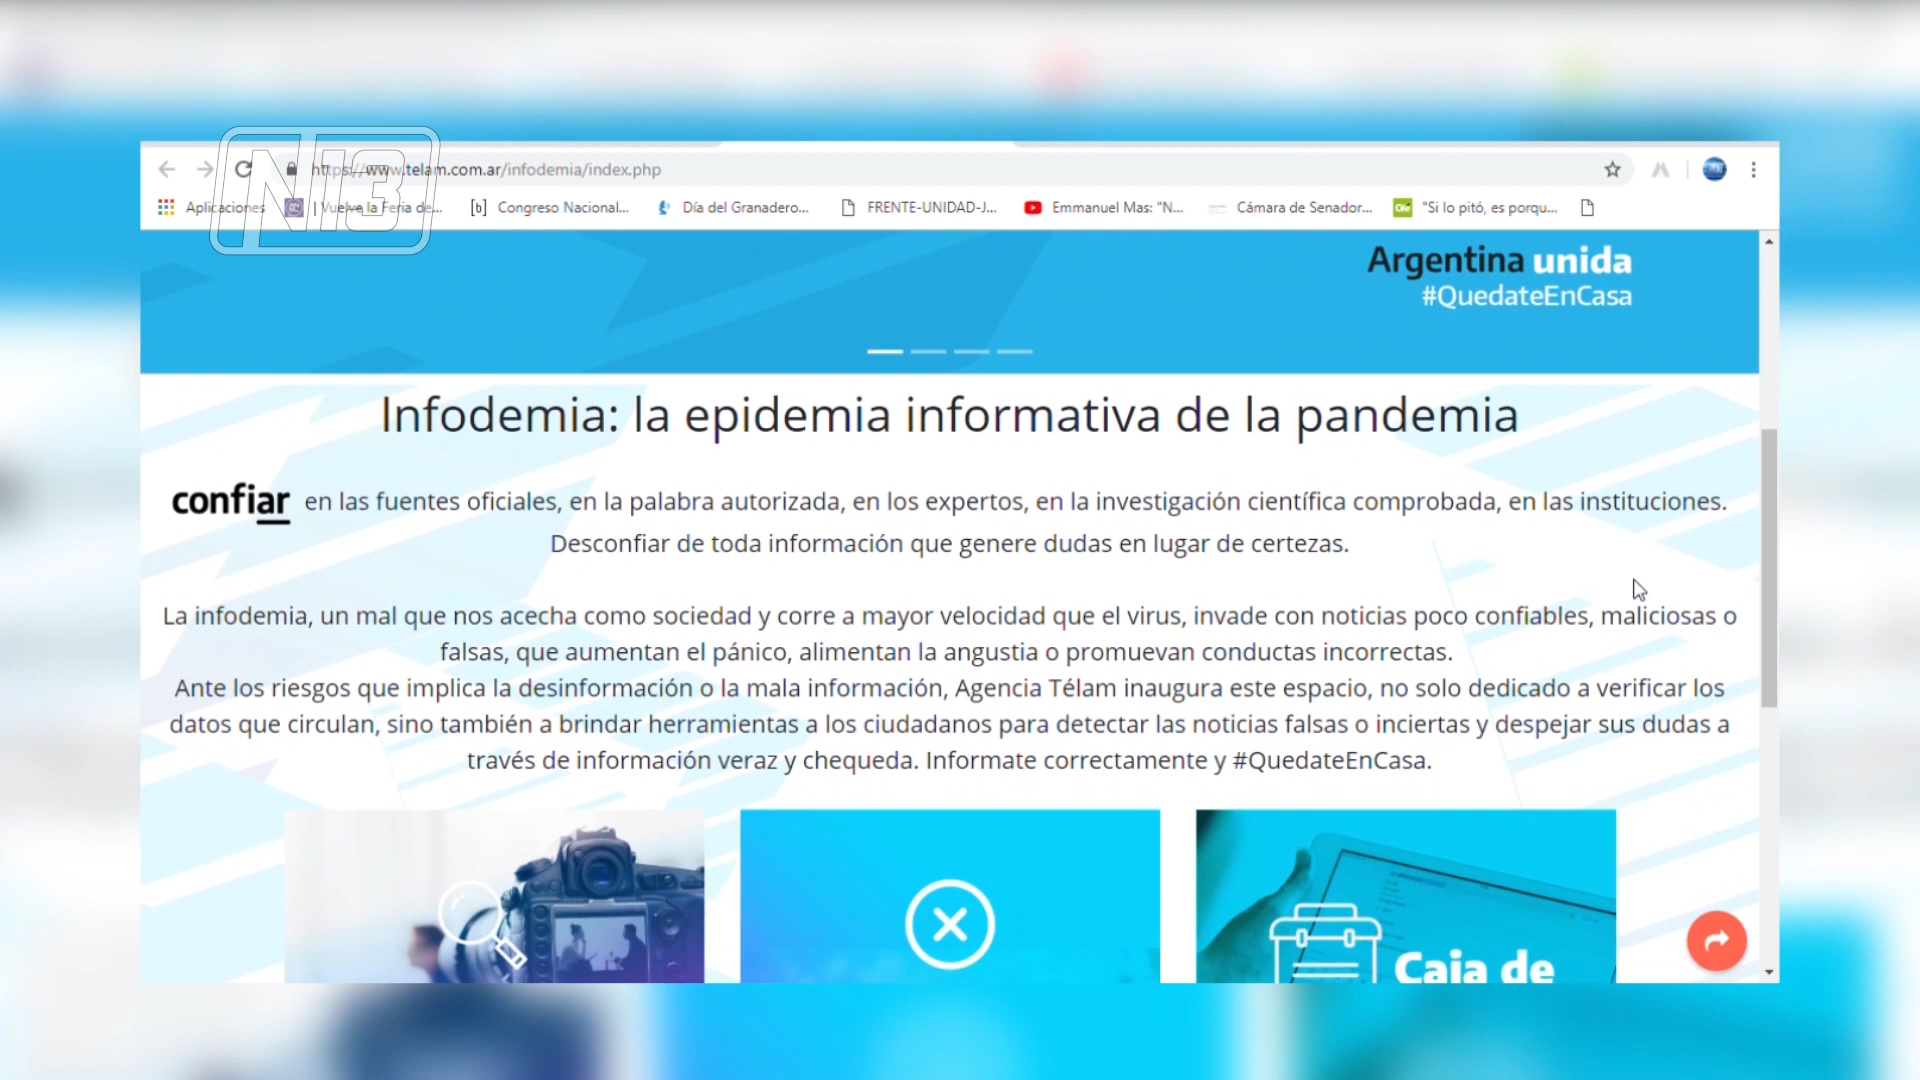 NI3
https://www.telam.com.ar/infodemia/index.php
Aplicaciones | Vuelve la Feria de... [b] Congreso Nacional... Día del Granadero... FRENTE-UNIDAD-J... Emmanuel Mas: "N... Cámara de Senador... Olé "Si lo pitó, es porqu...
Argentina unida
#QuedateEnCasa
Infodemia: la epidemia informativa de la pandemia
confiar en las fuentes oficiales, en la palabra autorizada, en los expertos, en la investigación científica comprobada, en las instituciones.
Desconfiar de toda información que genere dudas en lugar de certezas.
La infodemia, un mal que nos acecha como sociedad y corre a mayor velocidad que el virus, invade con noticias poco confiables, maliciosas o
falsas, que aumentan el pánico, alimentan la angustia o promuevan conductas incorrectas.
Ante los riesgos que implica la desinformación o la mala información, Agencia Télam inaugura este espacio, no solo dedicado a verificar los
datos que circulan, sino también a brindar herramientas a los ciudadanos para detectar las noticias falsas o inciertas y despejar sus dudas a
través de información veraz y chequeda. Informate correctamente y #QuedateEnCasa.
Caja de